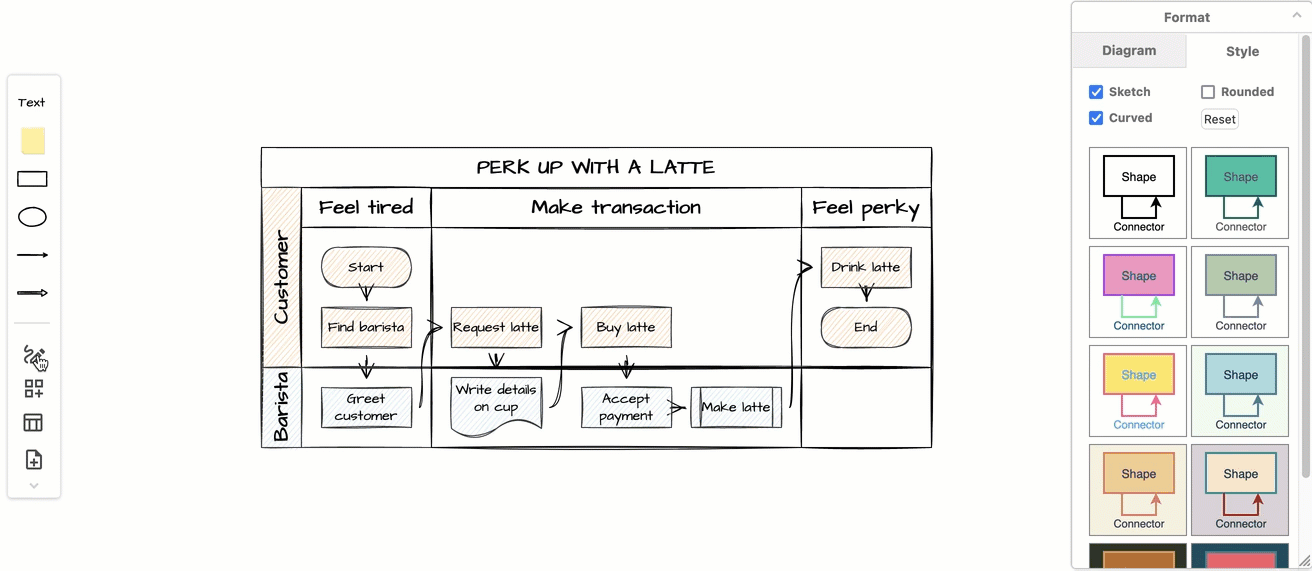 Format
Diagram
Style
Sketch
Rounded
Curved
Reset
Text
PERK UP WITH A LATTE
Feel tired
Make transaction
Feel perky
Customer
Start
Drink latte
Find barista
Request latte
Buy latte
End
Barista
Greet
customer
Write details
on cup
Accept
payment
Make latte
Shape
Connector
Shape
Connector
Shape
Connector
Shape
Connector
Shape
Connector
Shape
Connector
Shape
Connector
Shape
Connector